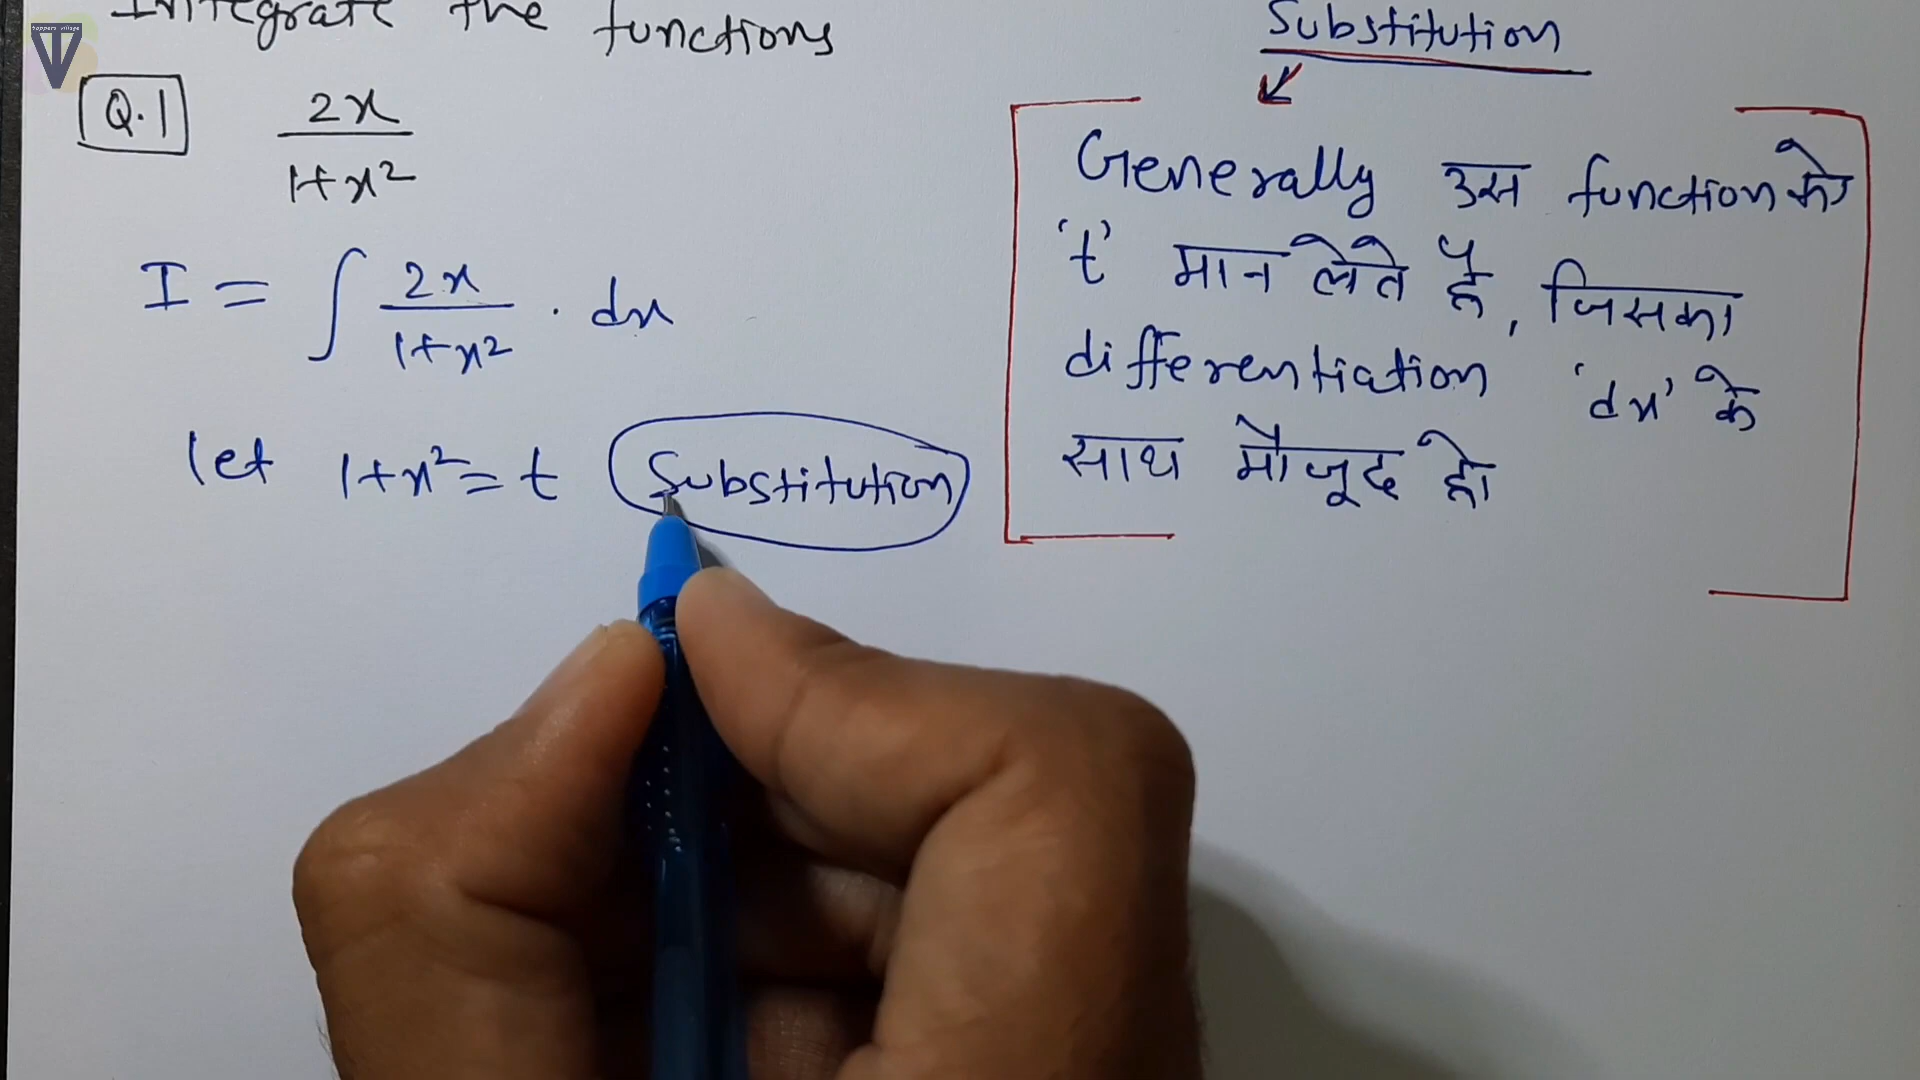 Integrate the functions
Q.1 2x
1+x²
I = ∫ 2x/1+x² · dx
let 1+x² = t Substitution
Substitution
Generally उस function को
't' मान लेते है, जिसका
differentiation 'dx' के
साथ मौजूद हो